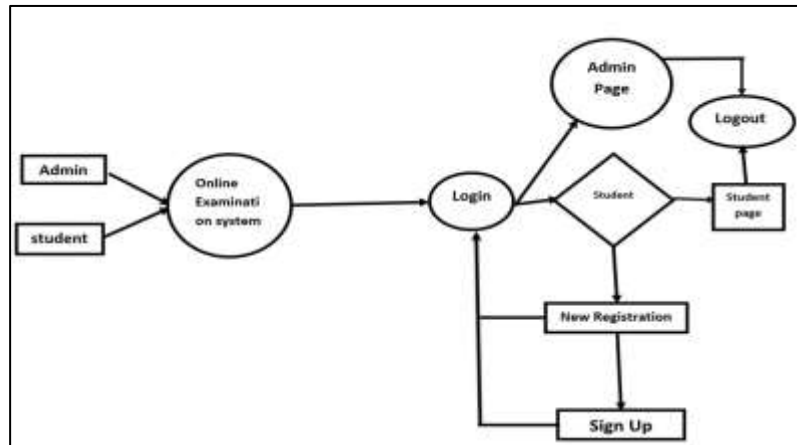 Admin
student
Online
Examinati
on system
Login
Admin
Page
Logout
Student
Student
page
New Registration
Sign Up